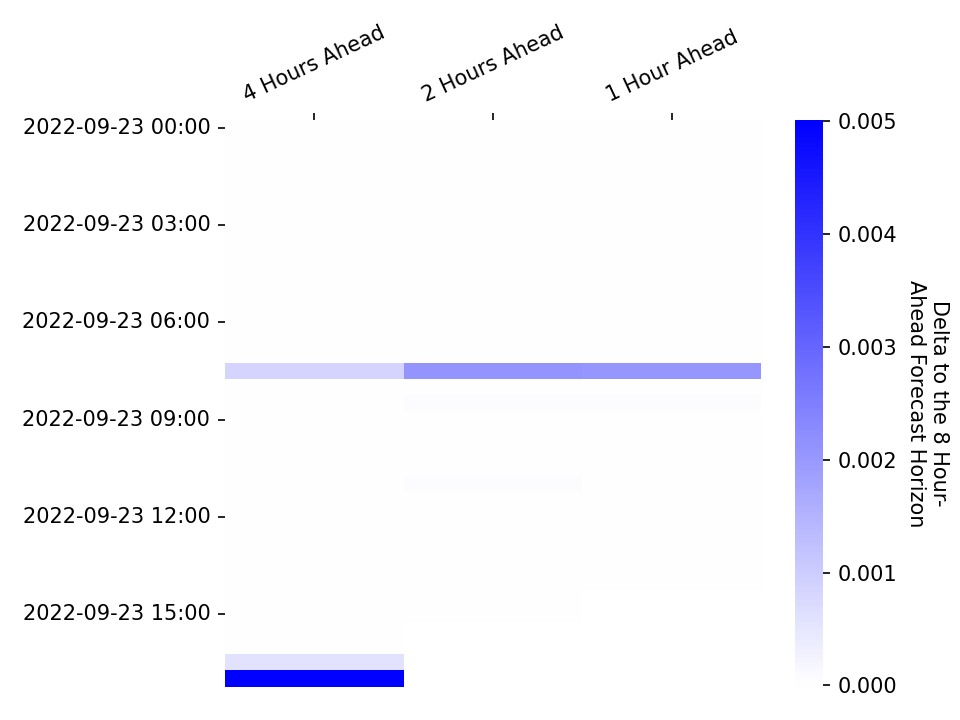 4 Hours Ahead
2 Hours Ahead
1 Hour Ahead
2022-09-23 00:00
2022-09-23 03:00
2022-09-23 06:00
2022-09-23 09:00
2022-09-23 12:00
2022-09-23 15:00
0.005
0.004
0.003
0.002
0.001
0.000
Delta to the 8 Hour-
Ahead Forecast Horizon